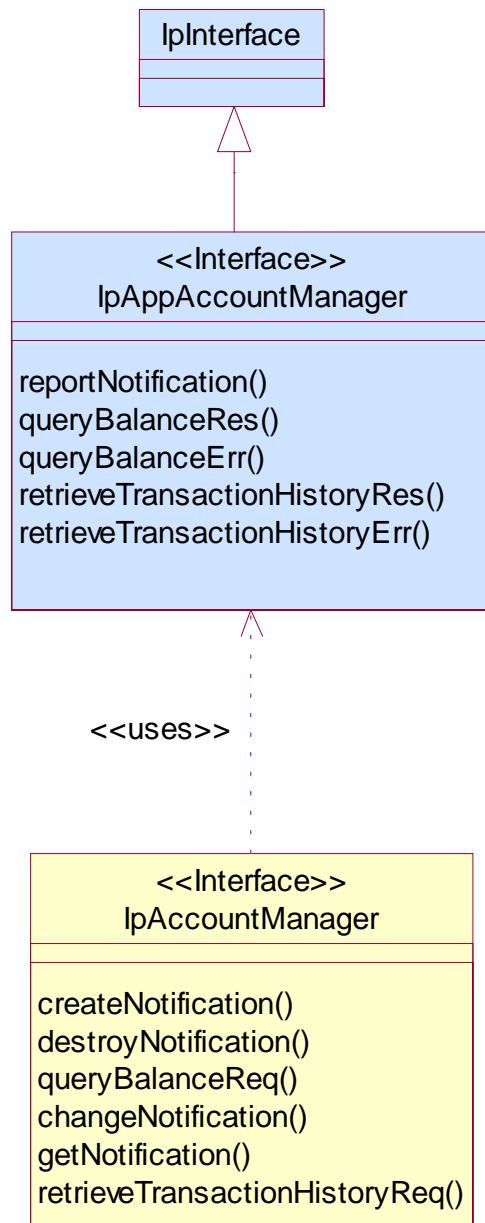 IpInterface
<<Interface>>
IpAppAccountManager
reportNotification()
queryBalanceRes()
queryBalanceErr()
retrieveTransactionHistoryRes()
retrieveTransactionHistoryErr()
<<uses>>
<<Interface>>
IpAccountManager
createNotification()
destroyNotification()
queryBalanceReq()
changeNotification()
getNotification()
retrieveTransactionHistoryReq()